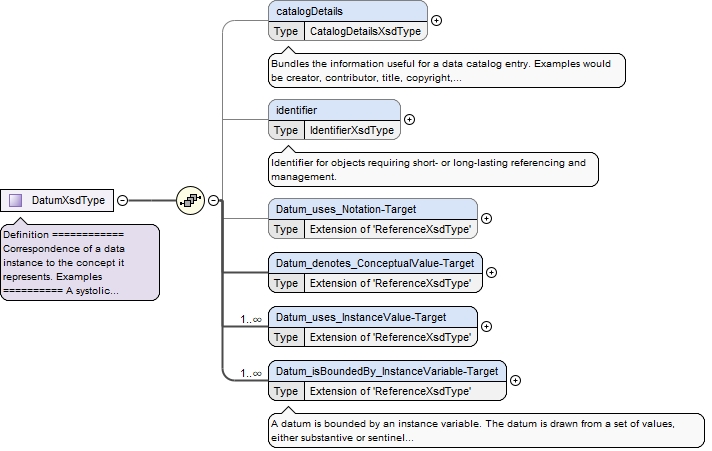 catalogDetails
Type CatalogDetailsXsdType
Bundles the information useful for a data catalog entry. Examples would
be creator, contributor, title, copyright,...
identifier
Type IdentifierXsdType
Identifier for objects requiring short- or long-lasting referencing and
management.
DatumXsdType
Definition ============
Correspondence of a data
instance to the concept it
represents. Examples
========== A systolic...
Datum_uses_Notation-Target
Type Extension of 'ReferenceXsdType'
Datum_denotes_ConceptualValue-Target
Type Extension of 'ReferenceXsdType'
1..∞
Datum_uses_InstanceValue-Target
Type Extension of 'ReferenceXsdType'
1..∞
Datum_isBoundedBy_InstanceVariable-Target
Type Extension of 'ReferenceXsdType'
A datum is bounded by an instance variable. The datum is drawn from a set of values,
either substantive or sentinel...